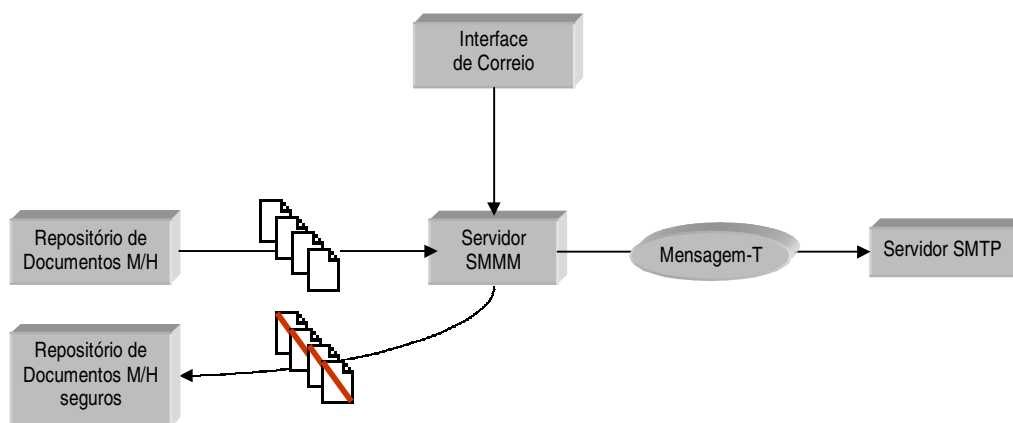 Interface
de Correio
Repositório de
Documentos M/H
Servidor
SMMM
Mensagem-T
Servidor SMTP
Repositório de
Documentos M/H
seguros